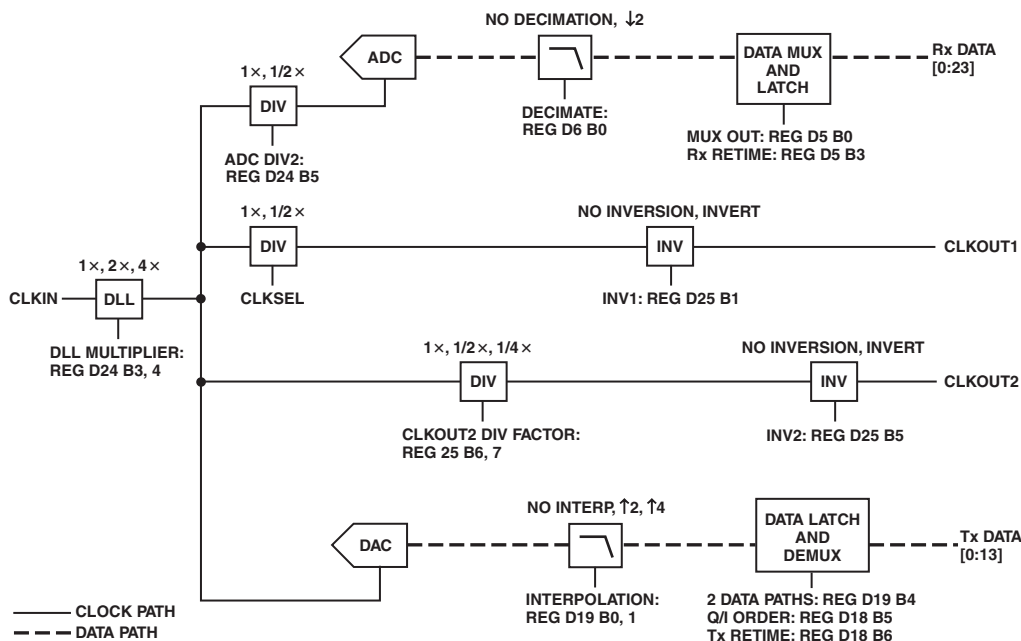 NO DECIMATION, ↓2
ADC
DATA MUX
AND
LATCH
Rx DATA
[0:23]
1×, 1/2×
DIV
DECIMATE:
REG D6 B0
MUX OUT: REG D5 B0
Rx RETIME: REG D5 B3
ADC DIV2:
REG D24 B5
1×, 1/2×
NO INVERSION, INVERT
DIV
INV
CLKOUT1
1×, 2×, 4×
CLKIN
DLL
CLKSEL
INV1: REG D25 B1
DLL MULTIPLIER:
REG D24 B3, 4
1×, 1/2×, 1/4×
NO INVERSION, INVERT
DIV
INV
CLKOUT2
CLKOUT2 DIV FACTOR:
REG 25 B6, 7
INV2: REG D25 B5
NO INTERP, ↑2, ↑4
DAC
DATA LATCH
AND
DEMUX
Tx DATA
[0:13]
INTERPOLATION:
REG D19 B0, 1
2 DATA PATHS: REG D19 B4
Q/I ORDER: REG D18 B5
Tx RETIME: REG D18 B6
CLOCK PATH
DATA PATH